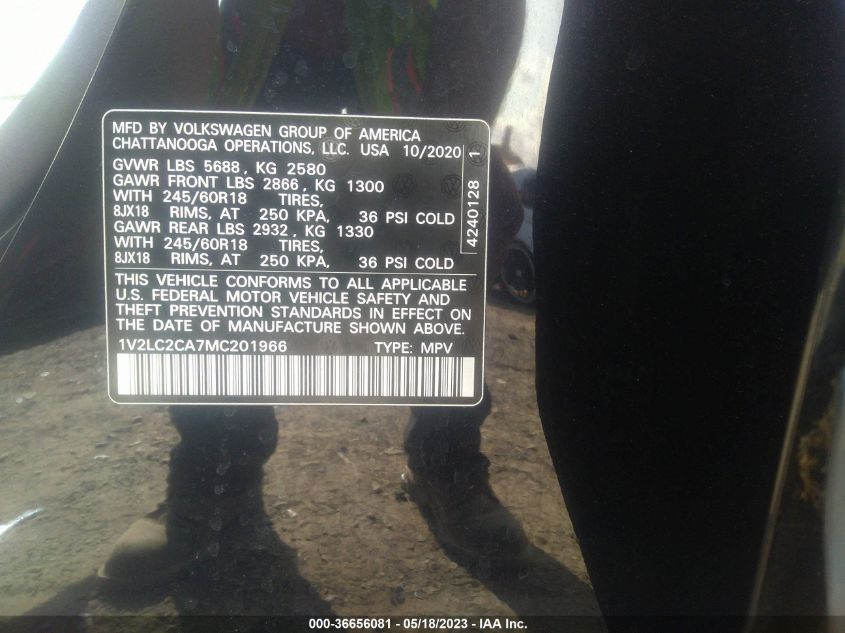 MFD BY VOLKSWAGEN GROUP OF AMERICA
CHATTANOOGA OPERATIONS, LLC. USA 10/2020
GVWR LBS 5688, KG 2580
GAWR FRONT LBS 2866, KG 1300
WITH 245/60R18 TIRES,
8JX18 RIMS, AT 250 KPA, 36 PSI COLD
GAWR REAR LBS 2932, KG 1330
WITH 245/60R18 TIRES,
8JX18 RIMS, AT 250 KPA, 36 PSI COLD
4240128 1
THIS VEHICLE CONFORMS TO ALL APPLICABLE
U.S. FEDERAL MOTOR VEHICLE SAFETY AND
THEFT PREVENTION STANDARDS IN EFFECT ON
THE DATE OF MANUFACTURE SHOWN ABOVE.
1V2LC2CA7MC201966 TYPE: MPV
000-36656081 - 05/18/2023 - IAA Inc.